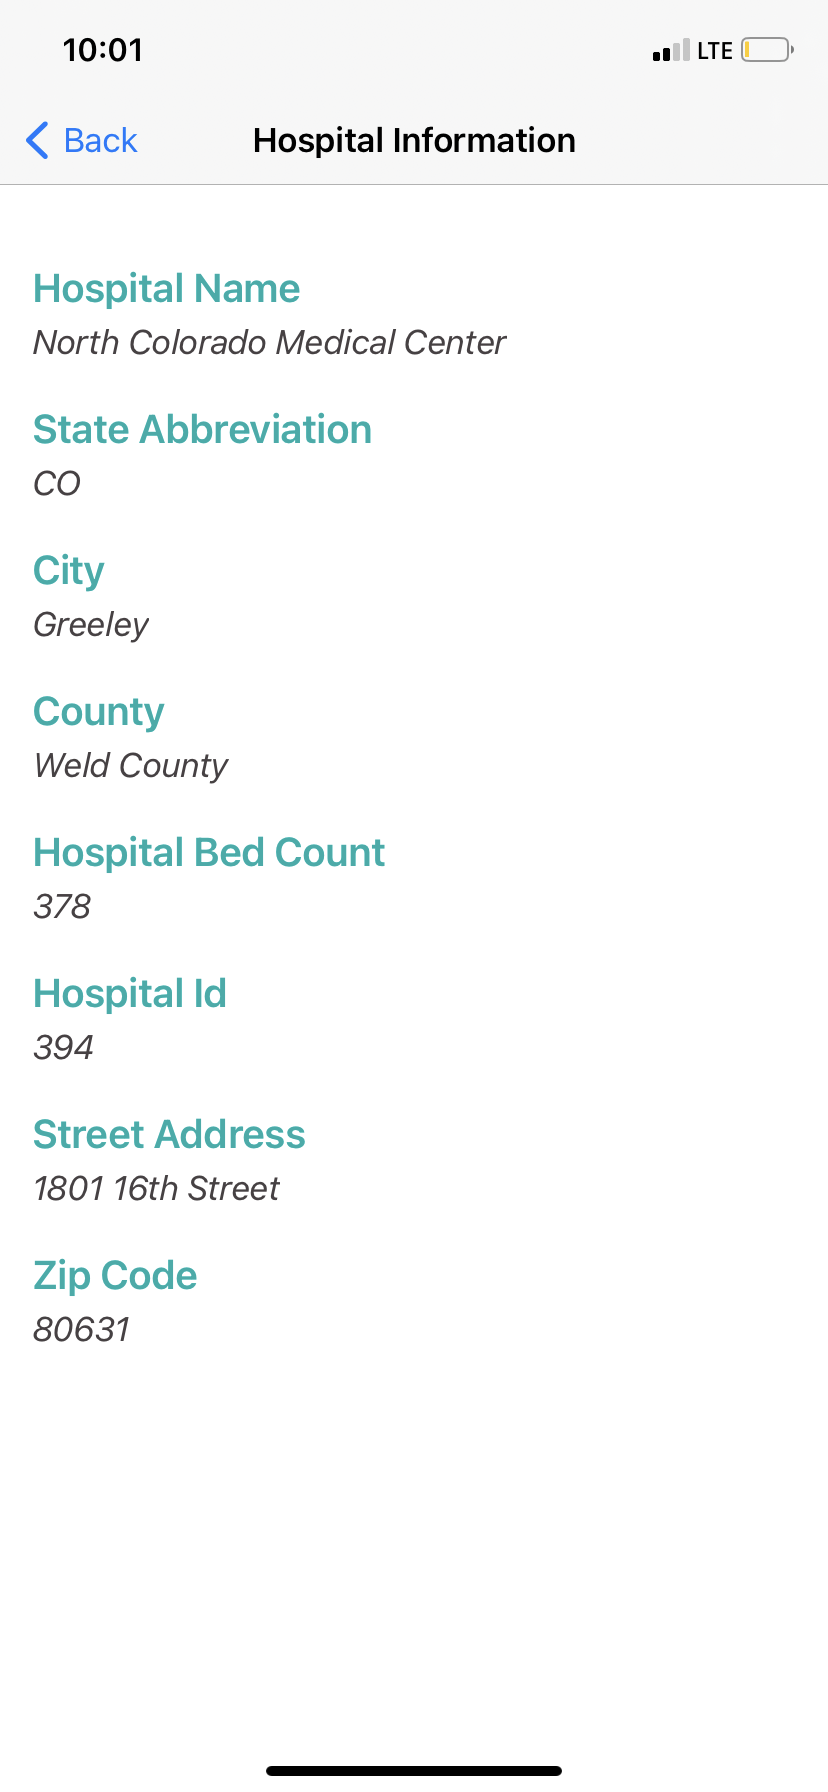 10:01
LTE
Back
Hospital Information
Hospital Name
North Colorado Medical Center
State Abbreviation
CO
City
Greeley
County
Weld County
Hospital Bed Count
378
Hospital Id
394
Street Address
1801 16th Street
Zip Code
80631